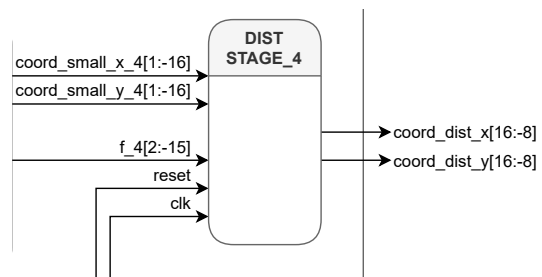 DIST
STAGE_4
coord_small_x_4[1:-16]
coord_small_y_4[1:-16]
f_4[2:-15]
reset
clk
coord_dist_x[16:-8]
coord_dist_y[16:-8]